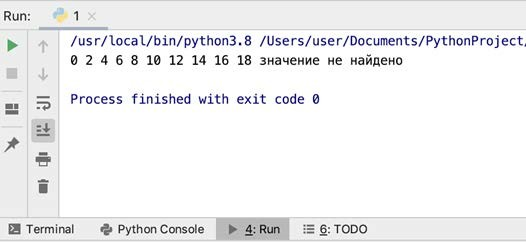 Run: 1
/usr/local/bin/python3.8 /Users/user/Documents/PythonProject/
0 2 4 6 8 10 12 14 16 18 значение не найдено
Process finished with exit code 0
Terminal Python Console 4: Run 6: TODO